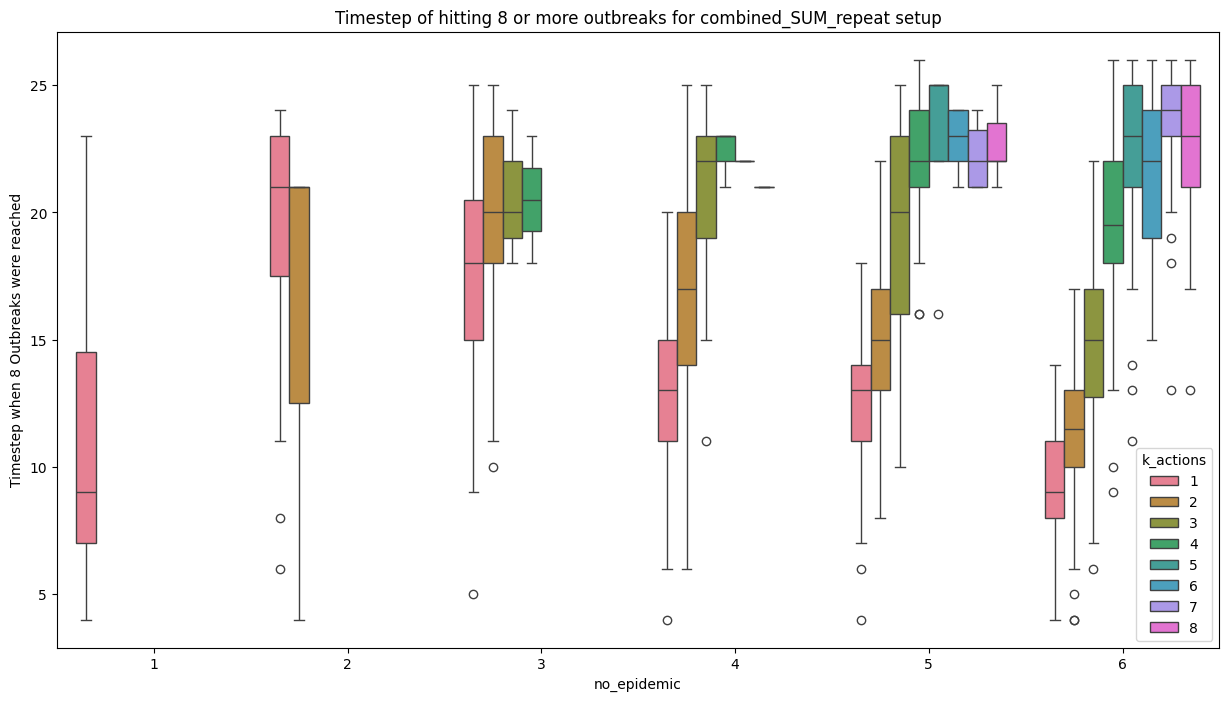 Timestep of hitting 8 or more outbreaks for combined_SUM_repeat setup
Timestep when 8 Outbreaks were reached
25
20
15
10
5
k_actions
1
2
3
4
5
6
7
8
1 2 3 4 5 6
no_epidemic